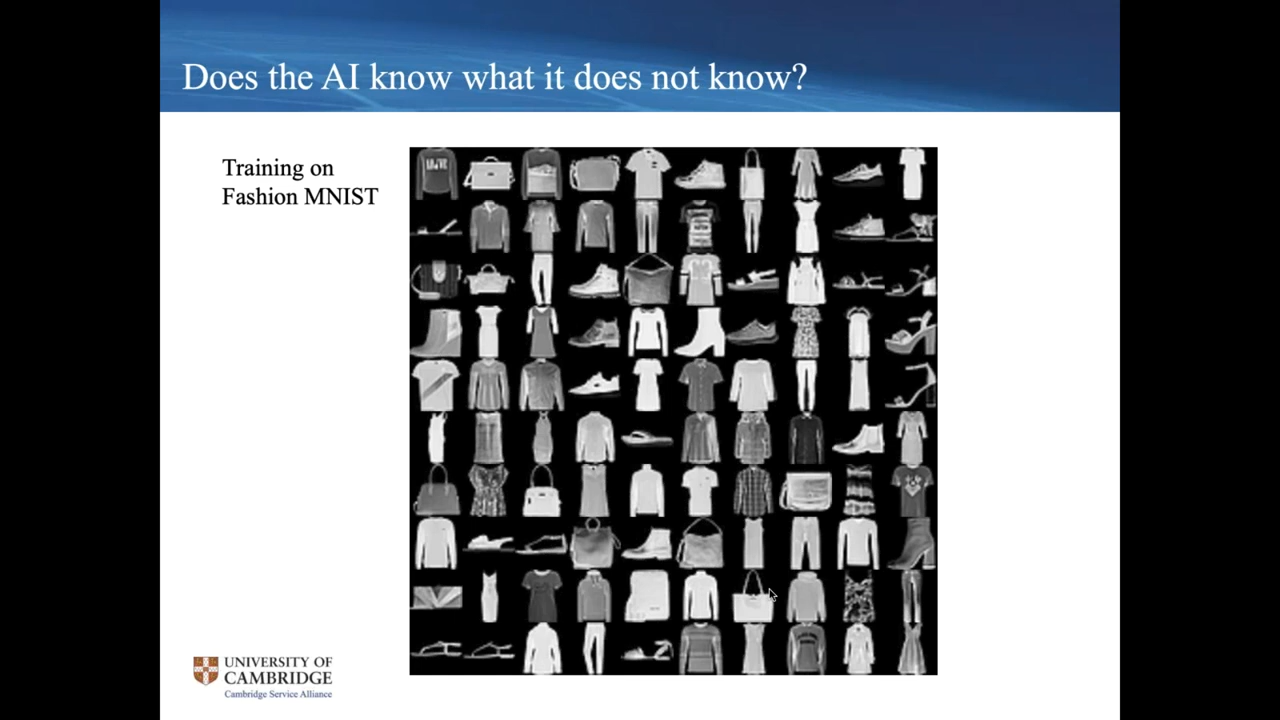 Does the AI know what it does not know?
Training on
Fashion MNIST
UNIVERSITY OF
CAMBRIDGE
Cambridge Service Alliance